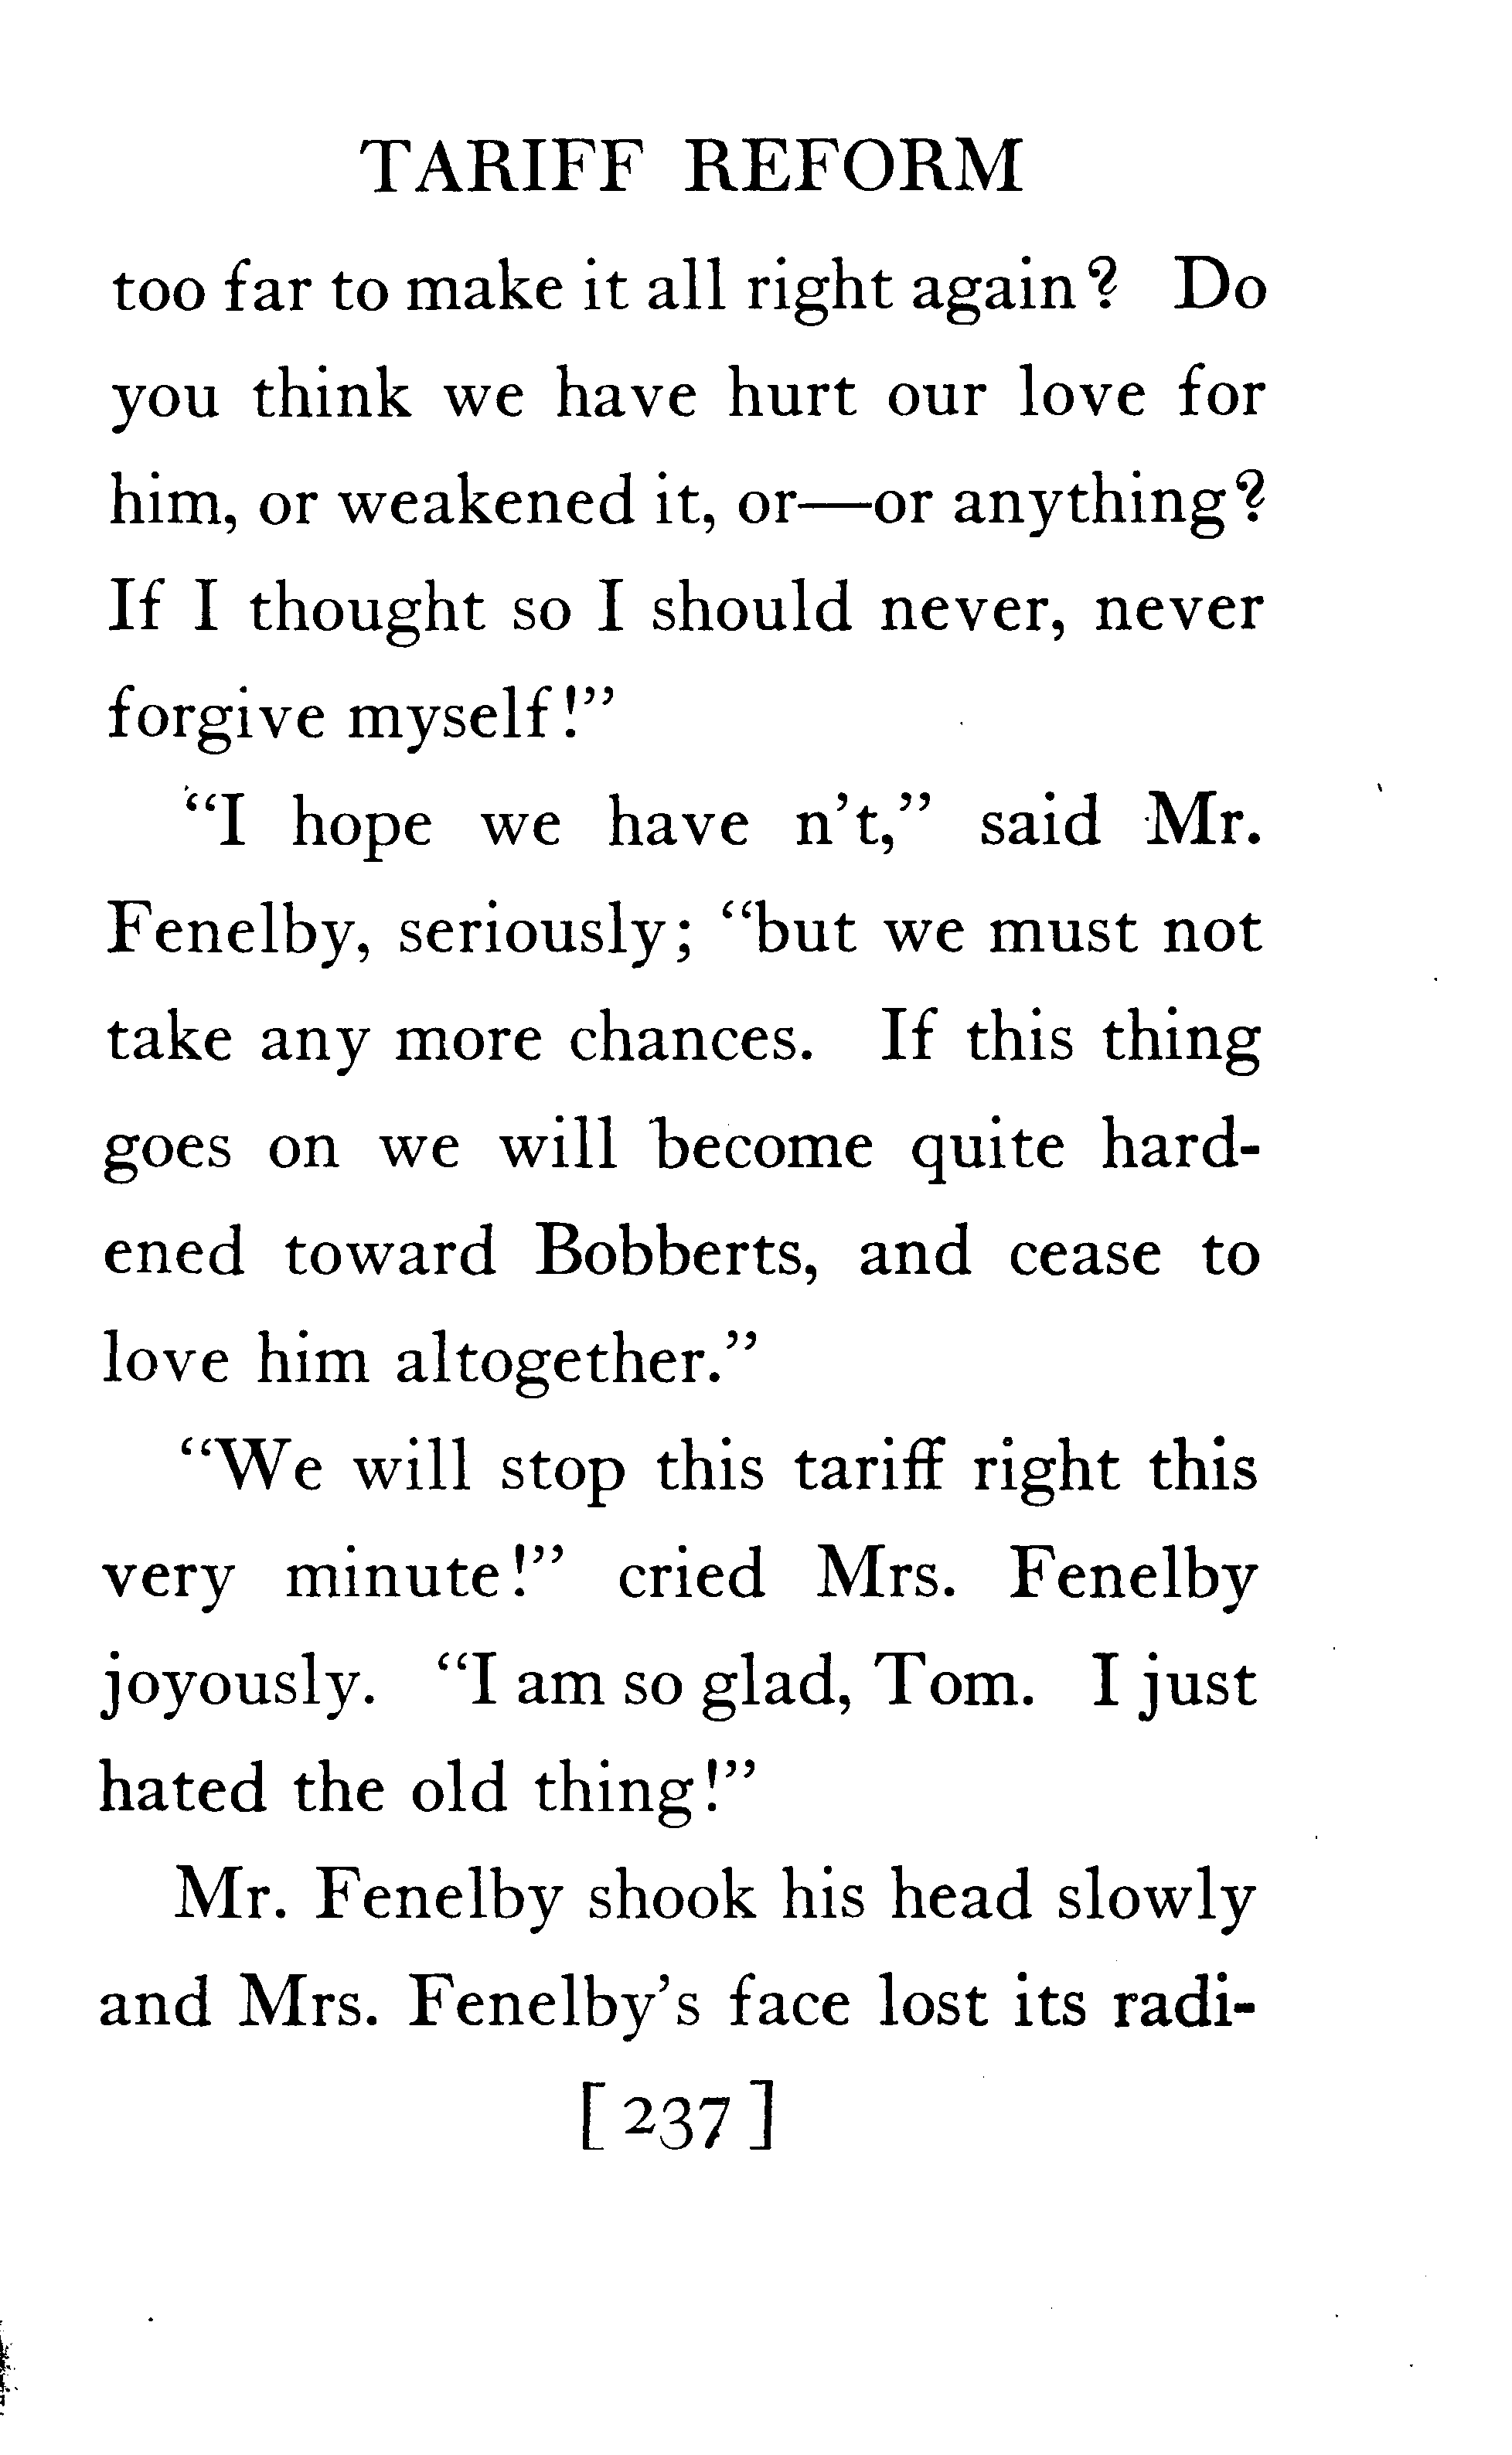 TARIFF REFORM
too far to make it all right again? Do
you think we have hurt our love for
him, or weakened it, or—or anything?
If I thought so I should never, never
forgive myself!”
“I hope we have n’t,” said Mr.
Fenelby, seriously; “but we must not
take any more chances. If this thing
goes on we will become quite hard-
ened toward Bobberts, and cease to
love him altogether.”
“We will stop this tariff right this
very minute!” cried Mrs. Fenelby
joyously. “I am so glad, Tom. I just
hated the old thing!”
Mr. Fenelby shook his head slowly
and Mrs. Fenelby’s face lost its radi-
[237]